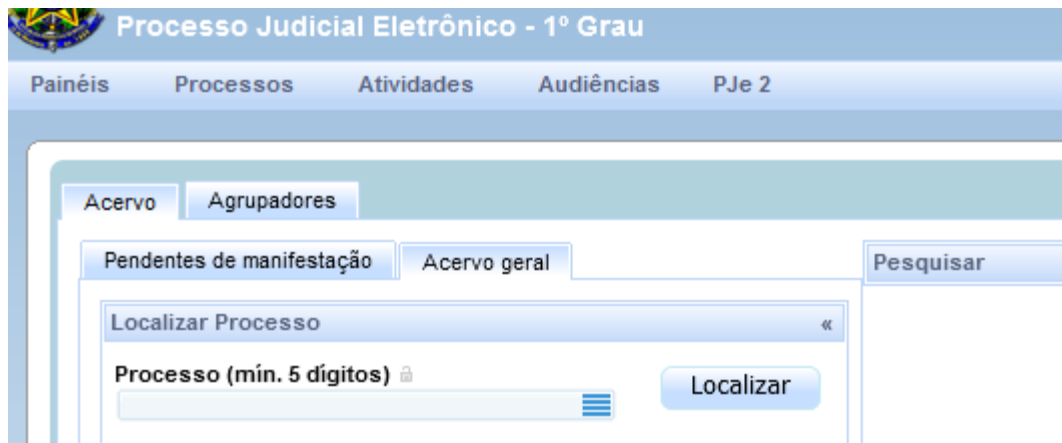 Processo Judicial Eletrônico - 1º Grau
Painéis Processos Atividades Audiências PJe 2
Acervo Agrupadores
Pendentes de manifestação Acervo geral
Pesquisar
Localizar Processo «
Processo (mín. 5 dígitos)
Localizar